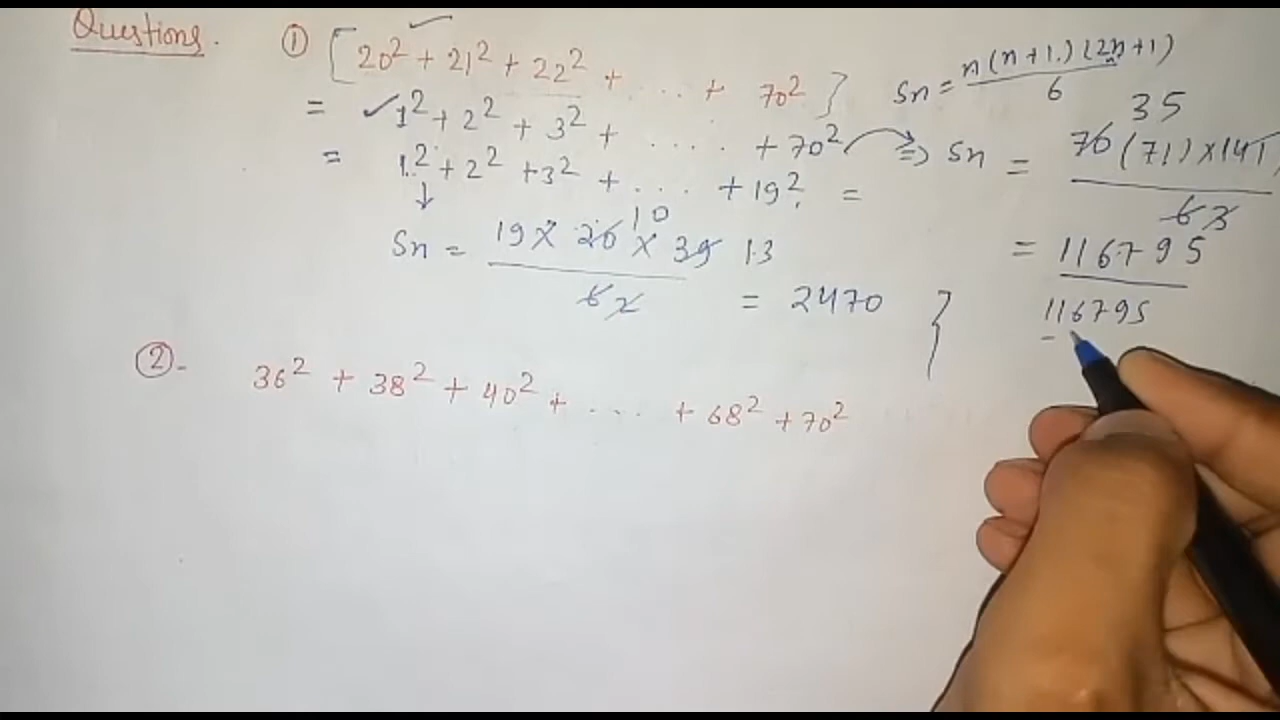 Questions. ① [20² + 21² + 22² + .... + 70² }
Sn = n(n+1)(2n+1)
6
= ✓1² + 2² + 3² + .... + 70² ⇒ Sn = 70 (71) × 141
35
6 3
= 1² + 2² + 3² + .... + 19² =
Sn = 19 × 20 × 39 13
10
6 2
= 2470 }
= 116795
116795
-
②. 36² + 38² + 40² + .... + 68² + 70²